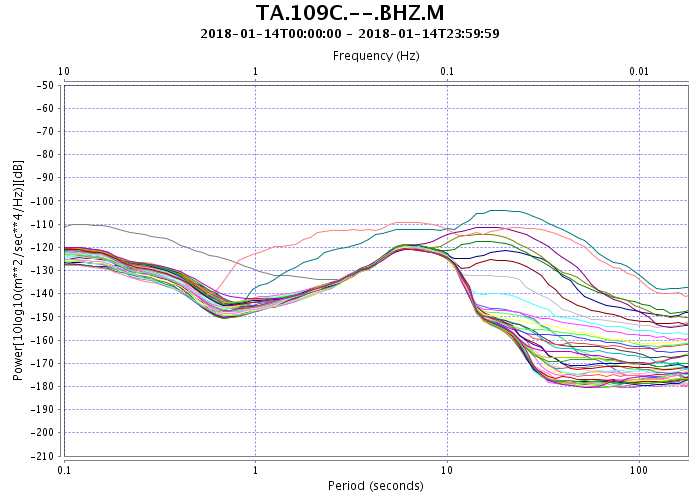 TA.109C.--.BHZ.M
2018-01-14T00:00:00 - 2018-01-14T23:59:59
Frequency (Hz)
10 1 0.1 0.01
-50
-60
-70
-80
-90
-100
-110
-120
-130
-140
-150
-160
-170
-180
-190
-200
-210
Power[10log10(m**2/sec**4/Hz)][dB]
0.1 1 10 100
Period (seconds)